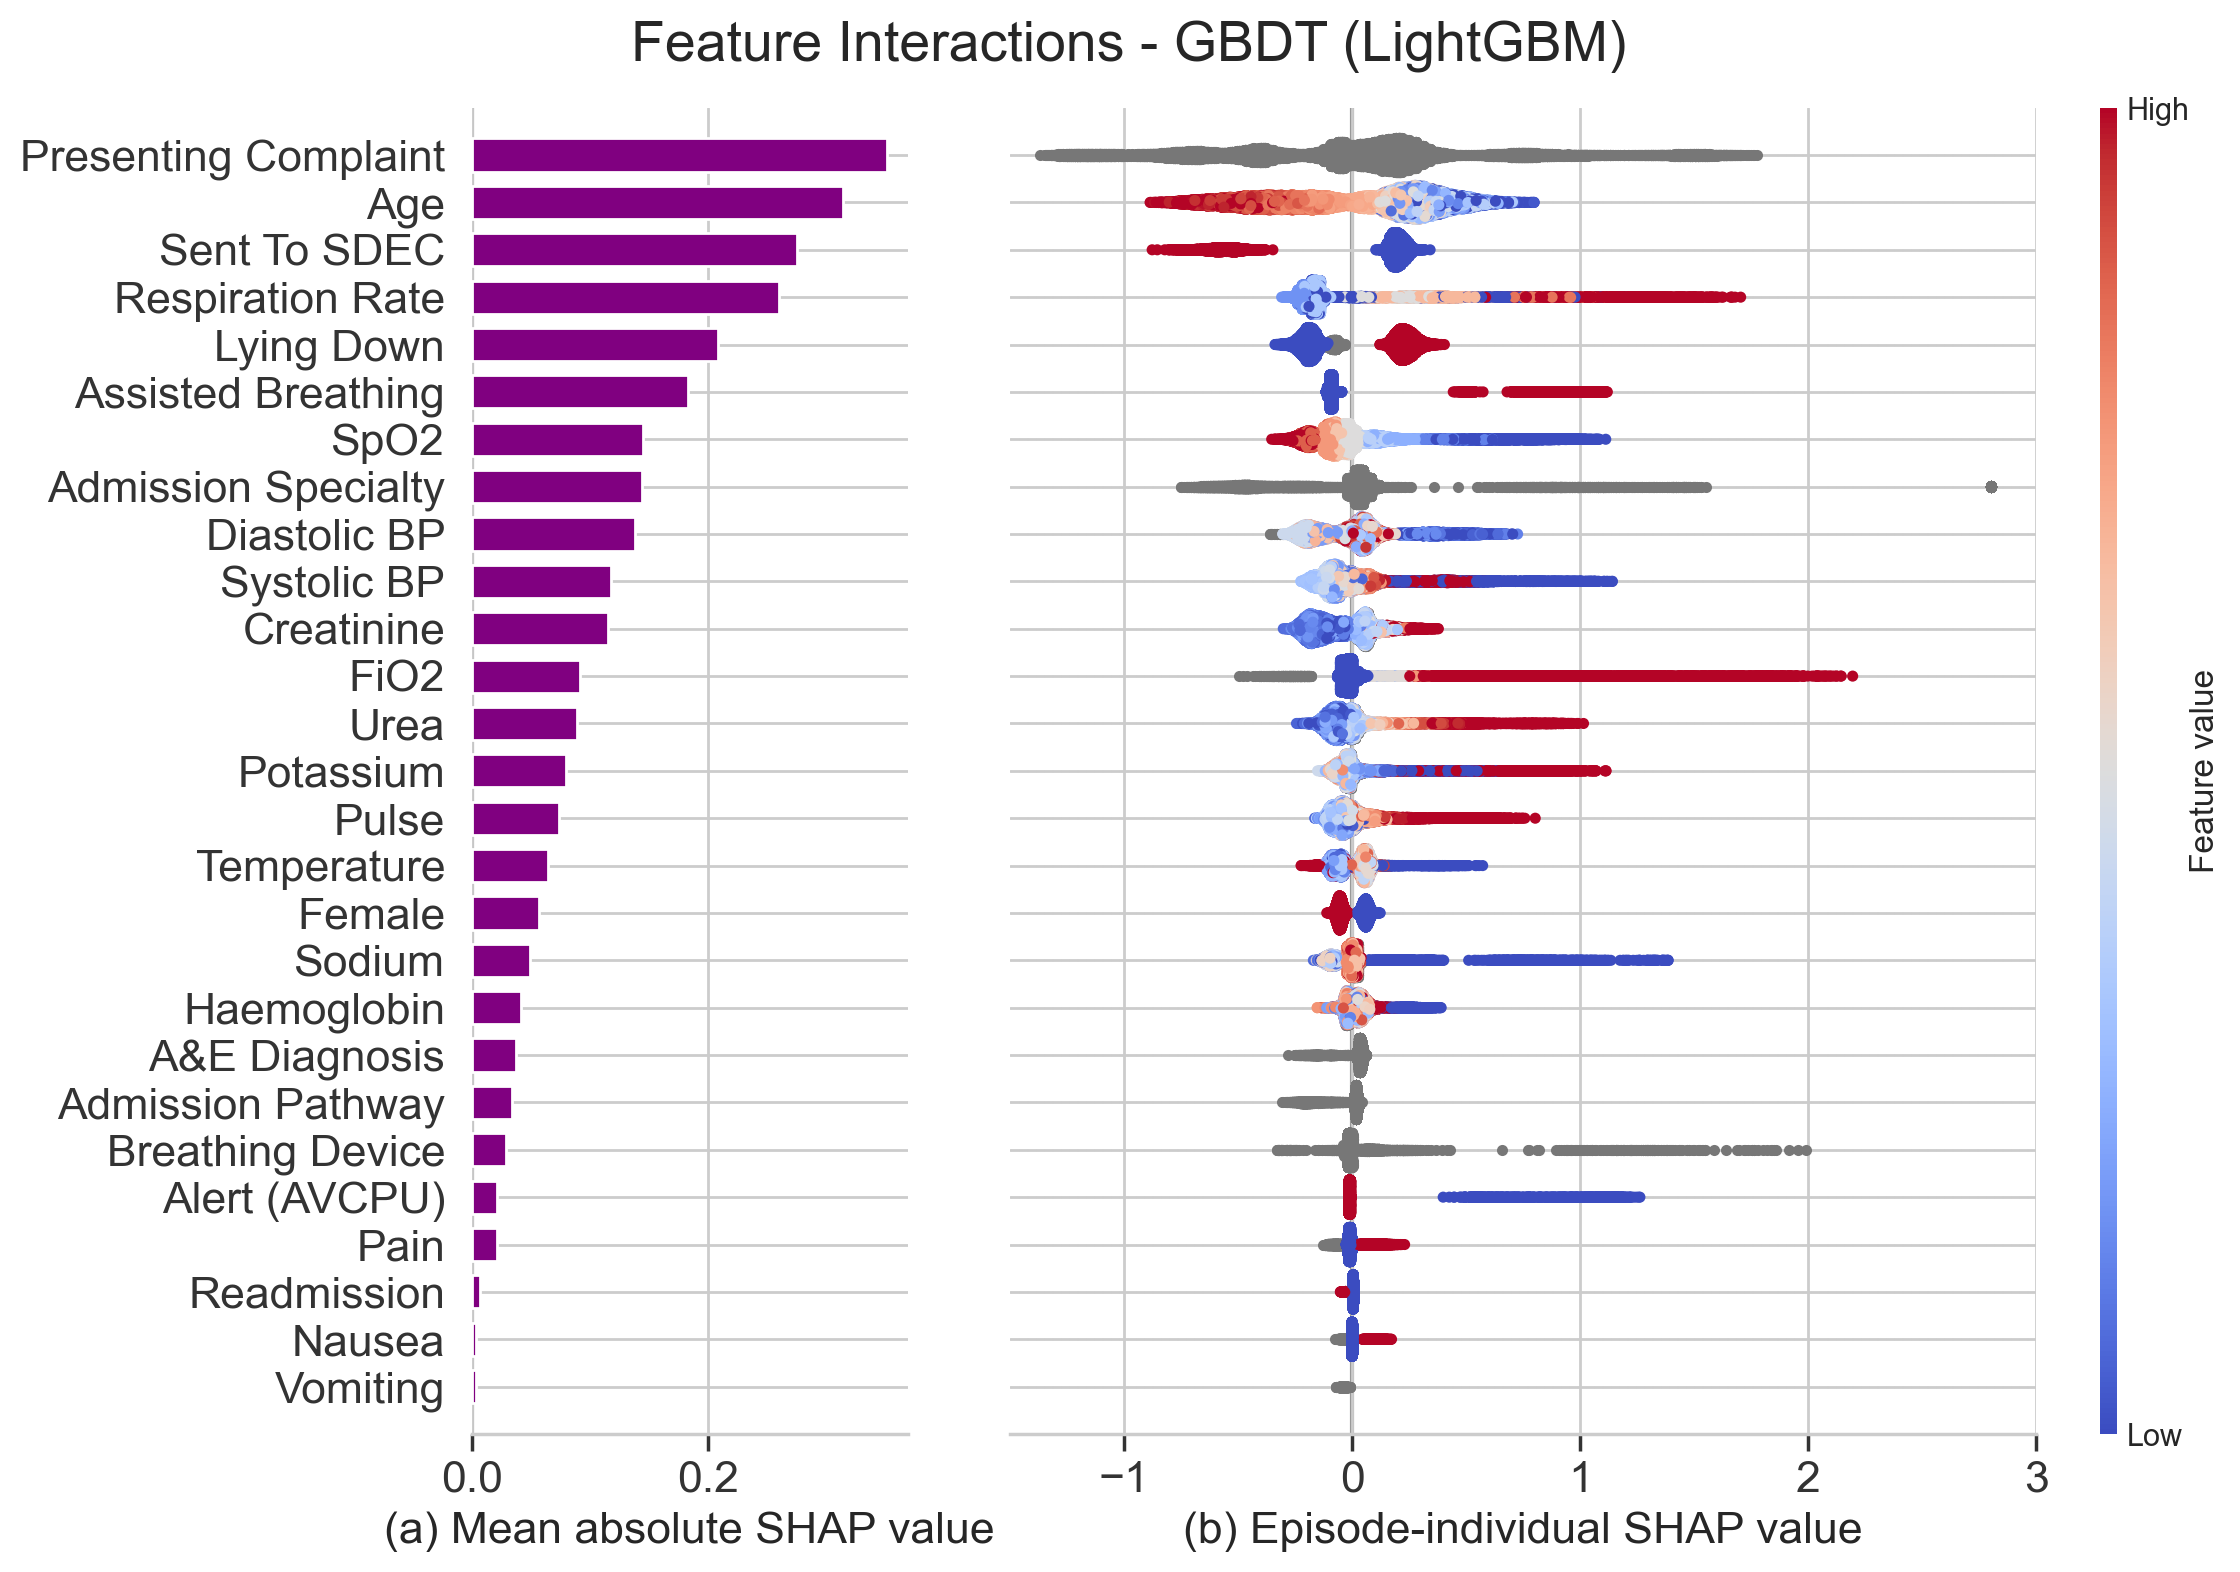 Feature Interactions - GBDT (LightGBM)
Presenting Complaint
Age
Sent To SDEC
Respiration Rate
Lying Down
Assisted Breathing
SpO2
Admission Specialty
Diastolic BP
Systolic BP
Creatinine
FiO2
Urea
Potassium
Pulse
Temperature
Female
Sodium
Haemoglobin
A&E Diagnosis
Admission Pathway
Breathing Device
Alert (AVCPU)
Pain
Readmission
Nausea
Vomiting
0.0 0.2
(a) Mean absolute SHAP value
−1 0 1 2 3
(b) Episode-individual SHAP value
High
Feature value
Low